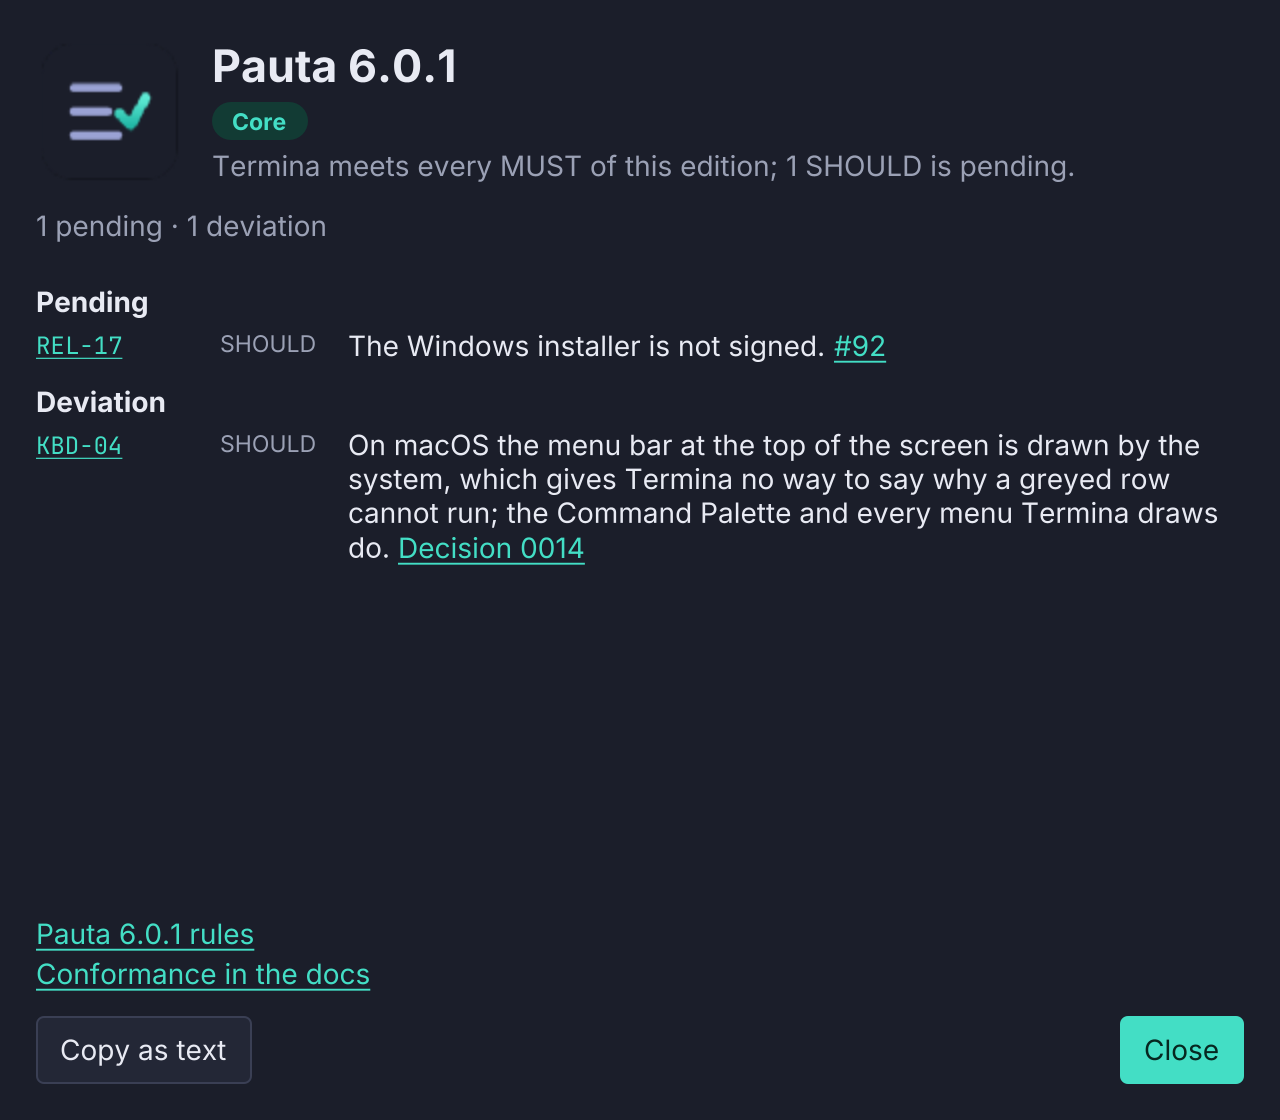 Pauta 6.0.1
Core
Termina meets every MUST of this edition; 1 SHOULD is pending.
1 pending · 1 deviation
Pending
REL-17 SHOULD The Windows installer is not signed. #92
Deviation
KBD-04 SHOULD On macOS the menu bar at the top of the screen is drawn by the
system, which gives Termina no way to say why a greyed row
cannot run; the Command Palette and every menu Termina draws
do. Decision 0014
Pauta 6.0.1 rules
Conformance in the docs
Copy as text Close